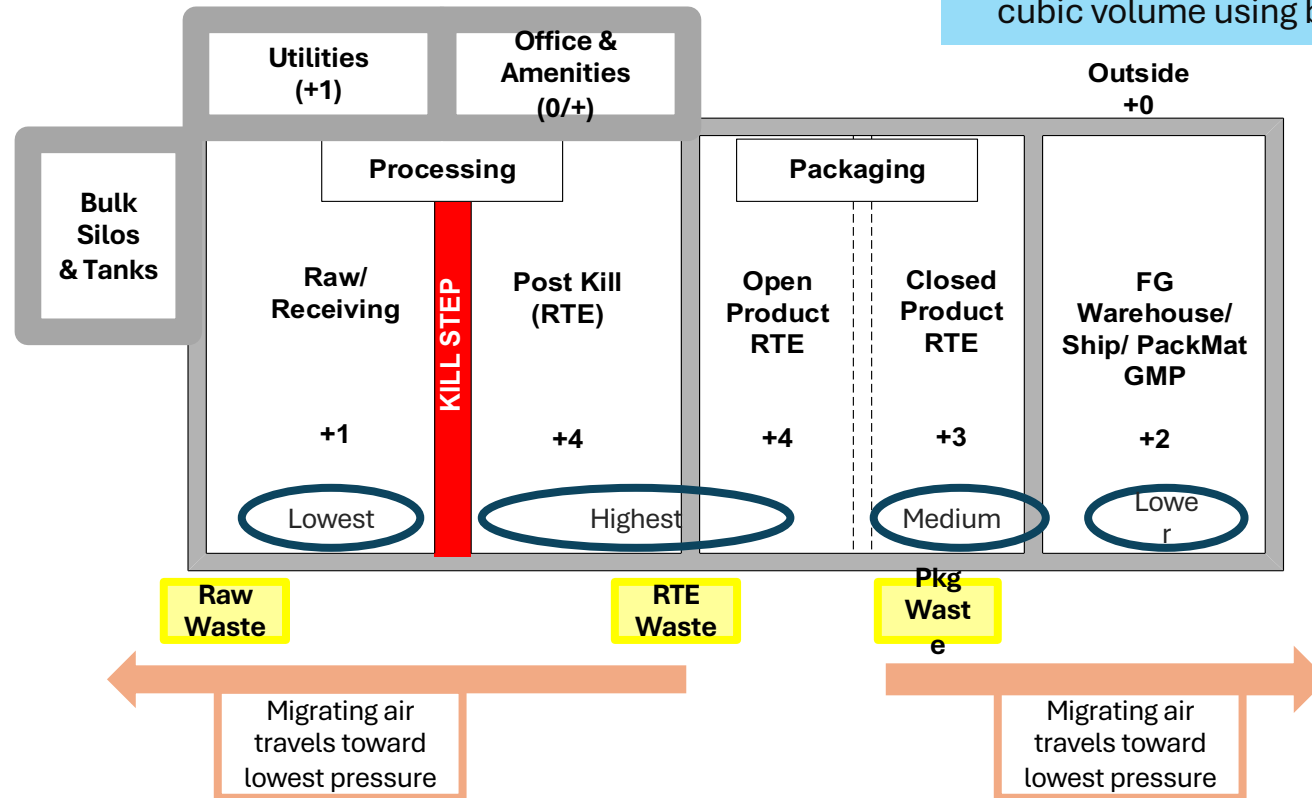 cubic volume using b
Utilities
(+1)
Office &
Amenities
(0/+)
Outside
+0
Processing
Packaging
Bulk
Silos
& Tanks
Raw/
Receiving
KILL STEP
Post Kill
(RTE)
Open
Product
RTE
Closed
Product
RTE
FG
Warehouse/
Ship/ PackMat
GMP
+1
+4
+4
+3
+2
Lowest
Highest
Medium
Lowe
r
Raw
Waste
RTE
Waste
Pkg
Wast
e
Migrating air
travels toward
lowest pressure
Migrating air
travels toward
lowest pressure